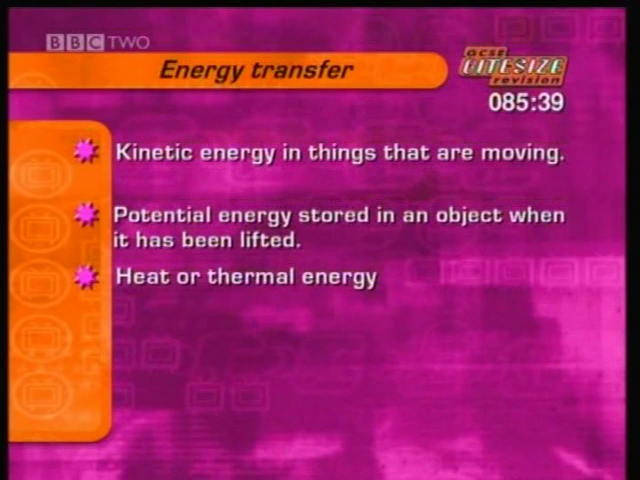 BBC TWO
Energy transfer
GCSE
BITESIZE
revision
085:39
Kinetic energy in things that are moving.
Potential energy stored in an object when
it has been lifted.
Heat or thermal energy